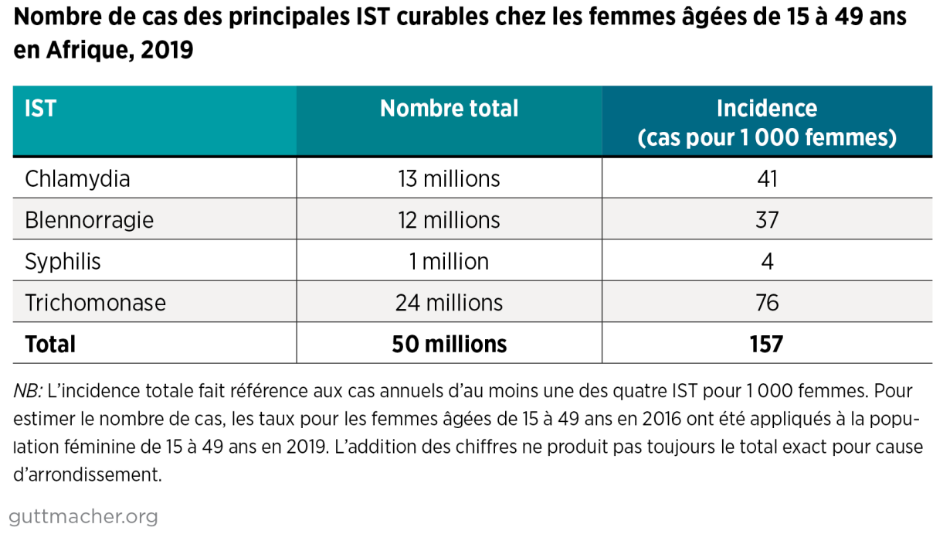 Nombre de cas des principales IST curables chez les femmes âgées de 15 à 49 ans
en Afrique, 2019
IST Nombre total Incidence
(cas pour 1 000 femmes)
Chlamydia 13 millions 41
Blennorragie 12 millions 37
Syphilis 1 million 4
Trichomonase 24 millions 76
Total 50 millions 157
NB: L’incidence totale fait référence aux cas annuels d’au moins une des quatre IST pour 1 000 femmes. Pour
estimer le nombre de cas, les taux pour les femmes âgées de 15 à 49 ans en 2016 ont été appliqués à la popu-
lation féminine de 15 à 49 ans en 2019. L’addition des chiffres ne produit pas toujours le total exact pour cause
d’arrondissement.
guttmacher.org